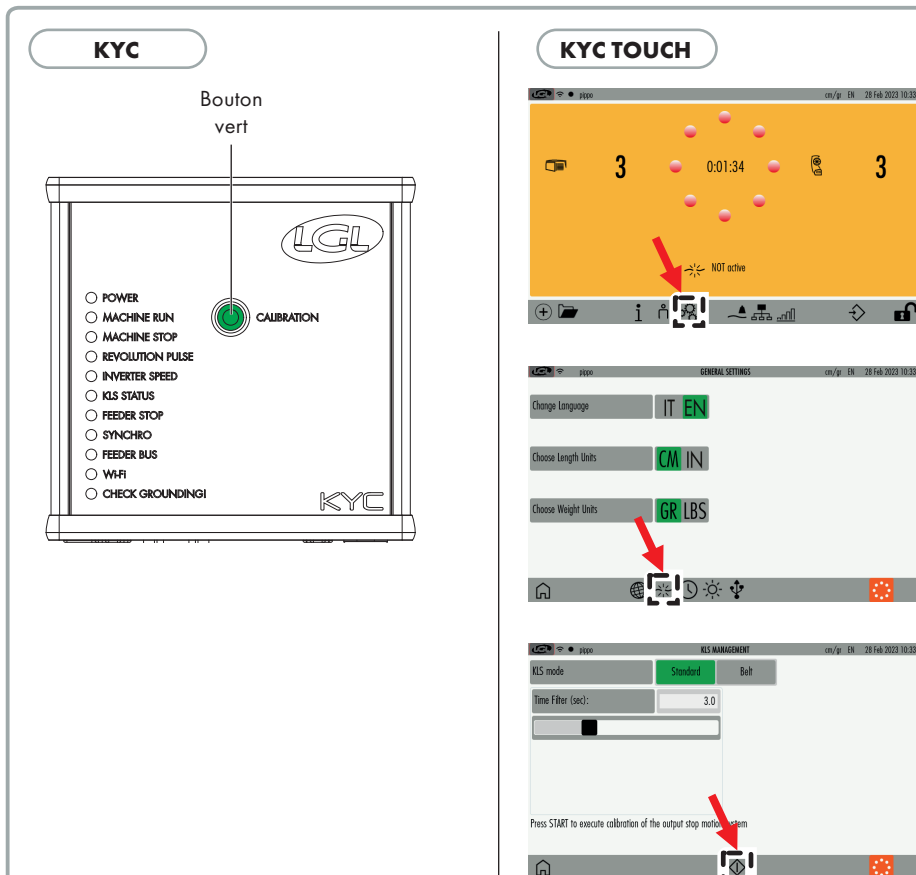 KYC
Bouton
vert
LGL
POWER
MACHINE RUN
MACHINE STOP
REVOLUTION PULSE
INVERTER SPEED
KLS STATUS
FEEDER STOP
SYNCHRO
FEEDER BUS
Wi-Fi
CHECK GROUNDING!
CALIBRATION
KYC
KYC TOUCH
LGL pippo cm/gr EN 28 Feb 2023 10:33
3 0:01:34 3
NOT active
LGL pippo GENERAL SETTINGS cm/gr EN 28 Feb 2023 10:33
Change Language IT EN
Choose Length Units CM IN
Choose Weight Units GR LBS
LGL pippo KLS MANAGEMENT cm/gr EN 28 Feb 2023 10:33
KLS mode Standard Belt
Time Filter (sec): 3.0
Press START to execute calibration of the output stop motion system